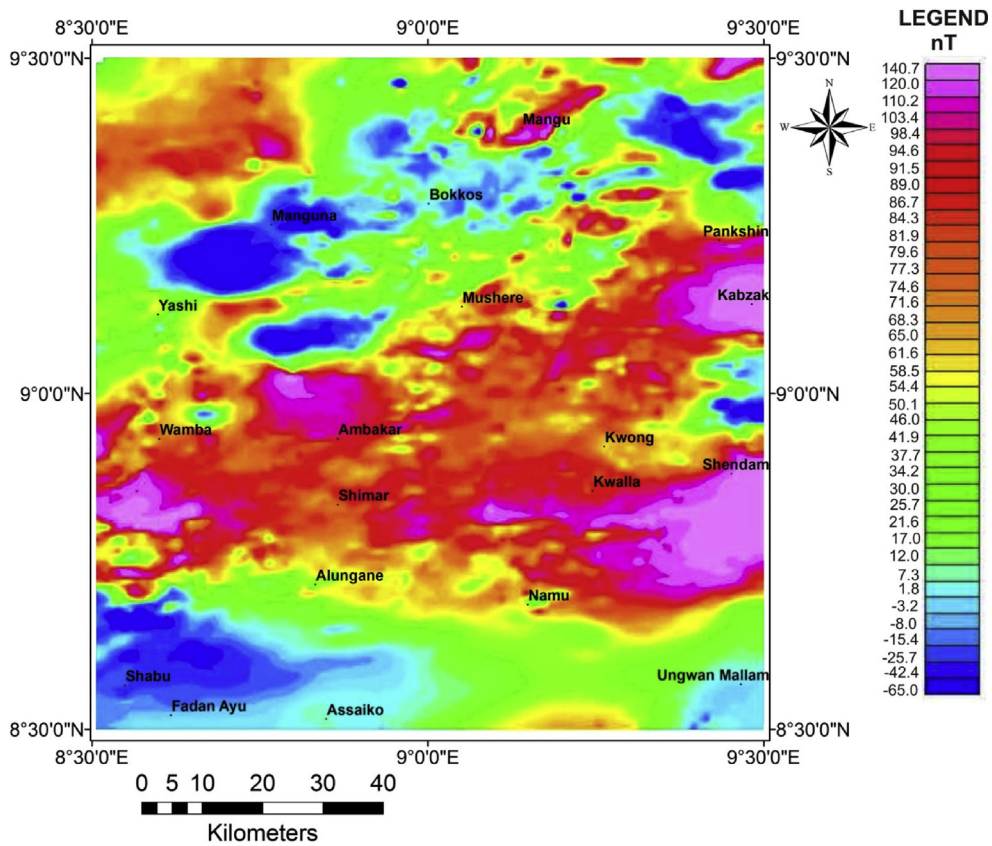 8°30'0"E 9°0'0"E 9°30'0"E
LEGEND
nT
9°30'0"N 9°30'0"N
N
W E
S
Mangu
Bokkos
Manguna
Pankshin
Kabzak
Mushere
Yashi
9°0'0"N 9°0'0"N
Wamba
Ambakar
Kwong
Shendam
Kwalla
Shimar
Alungane
Namu
Shabu
Ungwan Mallam
Fadan Ayu
Assaiko
8°30'0"N 8°30'0"N
8°30'0"E 9°0'0"E 9°30'0"E
140.7
120.0
110.2
103.4
98.4
94.6
91.5
89.0
86.7
84.3
81.9
79.6
77.3
74.6
71.6
68.3
65.0
61.6
58.5
54.4
50.1
46.0
41.9
37.7
34.2
30.0
25.7
21.6
17.0
12.0
7.3
1.8
-3.2
-8.0
-15.4
-25.7
-42.4
-65.0
0 5 10 20 30 40
Kilometers